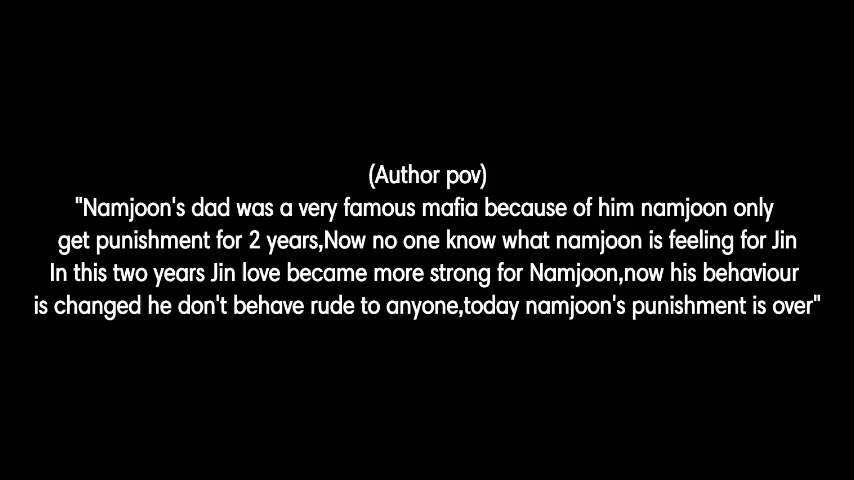 (Author pov)
"Namjoon's dad was a very famous mafia because of him namjoon only
get punishment for 2 years,Now no one know what namjoon is feeling for Jin
In this two years Jin love became more strong for Namjoon,now his behaviour
is changed he don't behave rude to anyone,today namjoon's punishment is over"